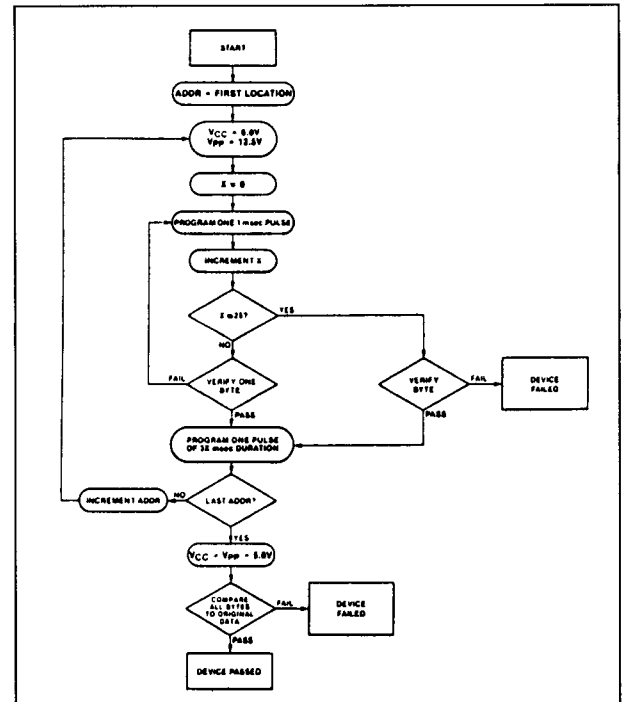 START
ADDR = FIRST LOCATION
VCC = 6.0V
Vpp = 12.5V
X = 0
PROGRAM ONE 1 msec PULSE
INCREMENT X
X = 25?
YES
NO
FAIL
VERIFY ONE
BYTE
PASS
VERIFY
BYTE
FAIL
DEVICE
FAILED
PASS
PROGRAM ONE PULSE
OF 3X msec DURATION
INCREMENT ADDR
NO
LAST ADDR?
YES
VCC = Vpp = 5.0V
COMPARE
ALL BYTES
TO ORIGINAL
DATA
FAIL
DEVICE
FAILED
PASS
DEVICE PASSED